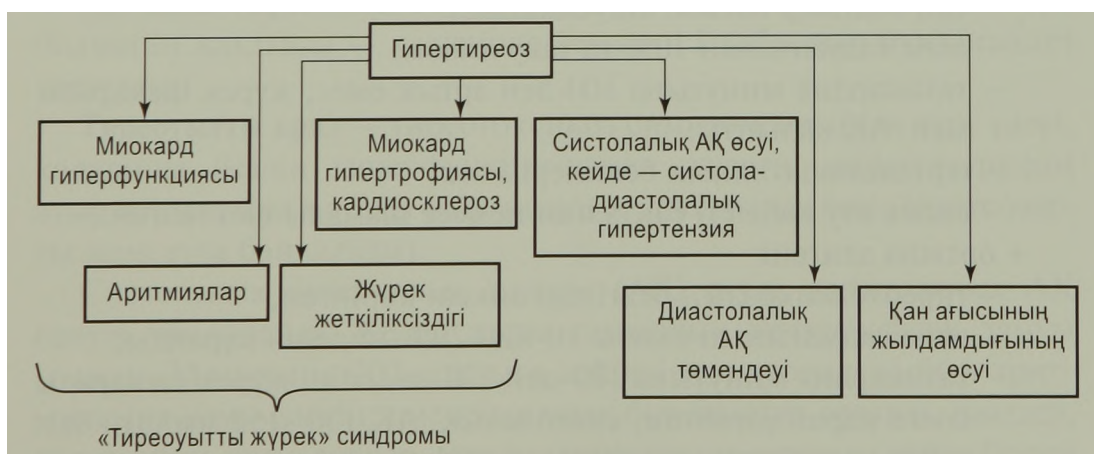 Гипертиреоз
Миокард
гиперфункциясы
Миокард
гипертрофиясы,
кардиосклероз
Систолалық АҚ өсуі,
кейде – систола-
диастолалық
гипертензия
Аритмиялар
Жүрек
жеткіліксіздігі
Диастолалық
АҚ
төмендеуі
Қан ағысының
жылдамдығының
өсуі
«Тиреоуытты жүрек» синдромы